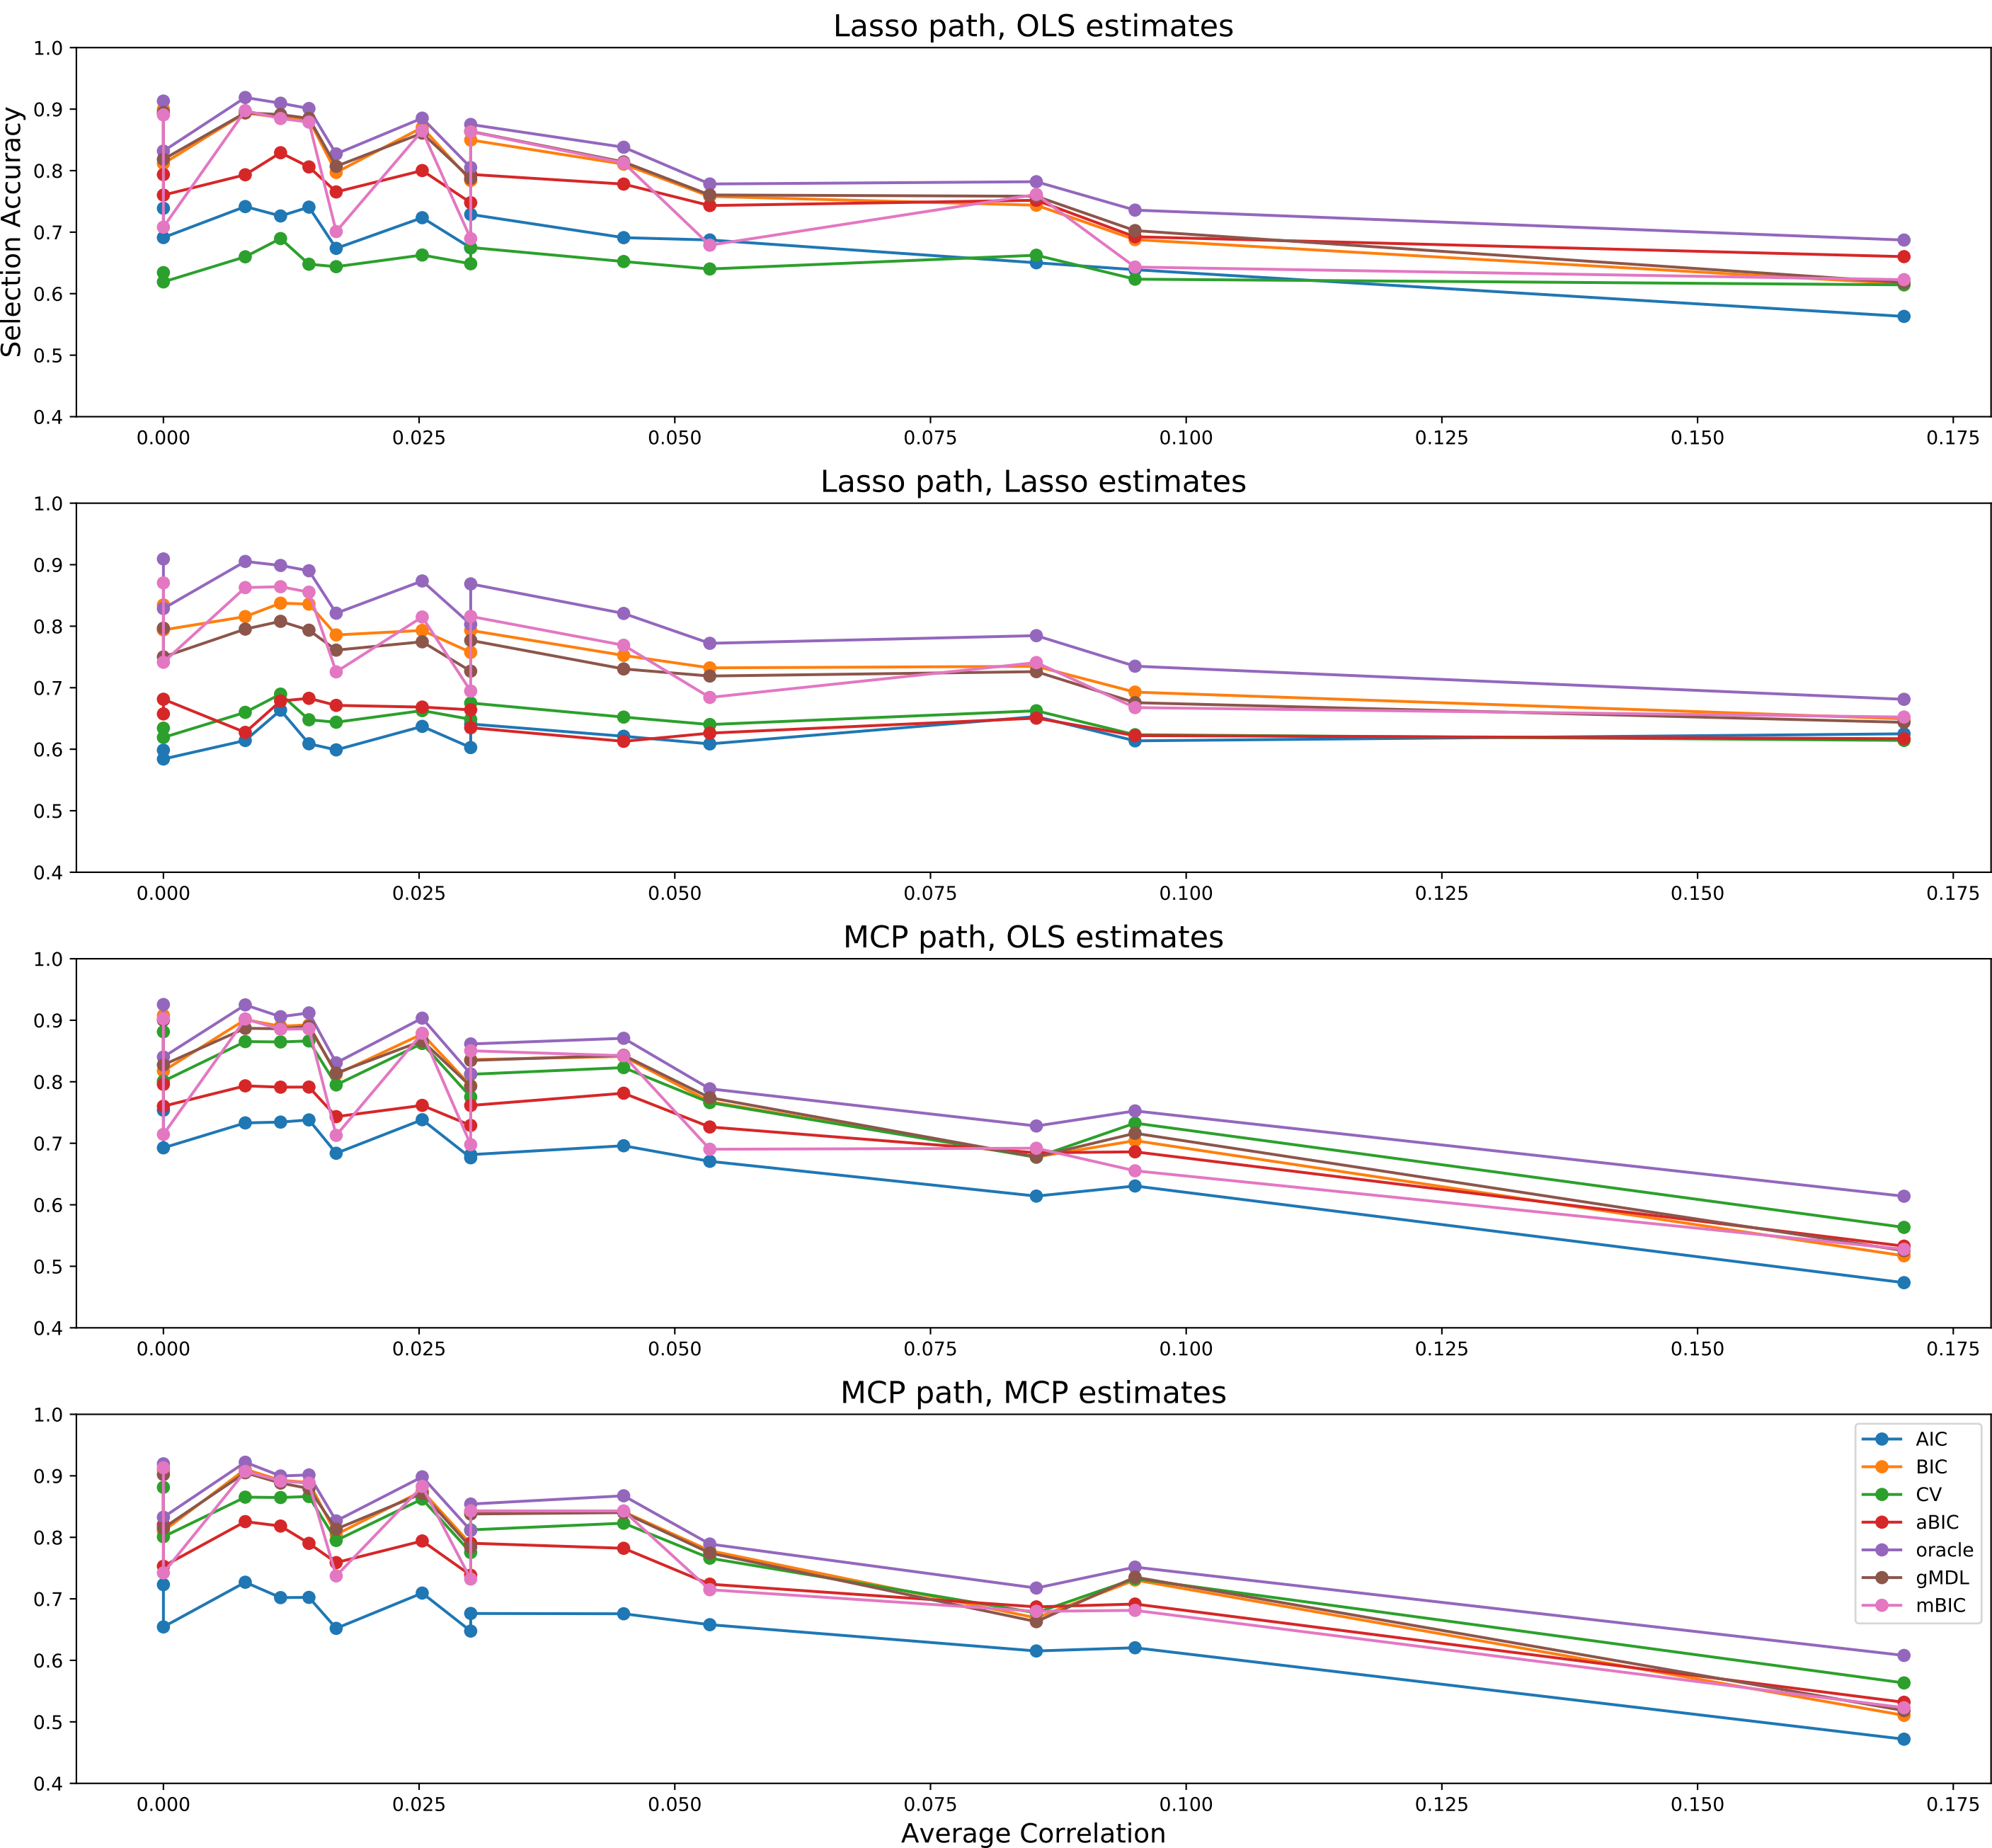 Lasso path, OLS estimates
Selection Accuracy
1.0
0.9
0.8
0.7
0.6
0.5
0.4
0.000 0.025 0.050 0.075 0.100 0.125 0.150 0.175
Lasso path, Lasso estimates
1.0
0.9
0.8
0.7
0.6
0.5
0.4
0.000 0.025 0.050 0.075 0.100 0.125 0.150 0.175
MCP path, OLS estimates
1.0
0.9
0.8
0.7
0.6
0.5
0.4
0.000 0.025 0.050 0.075 0.100 0.125 0.150 0.175
MCP path, MCP estimates
1.0
0.9
0.8
0.7
0.6
0.5
0.4
AIC
BIC
CV
aBIC
oracle
gMDL
mBIC
0.000 0.025 0.050 0.075 0.100 0.125 0.150 0.175
Average Correlation